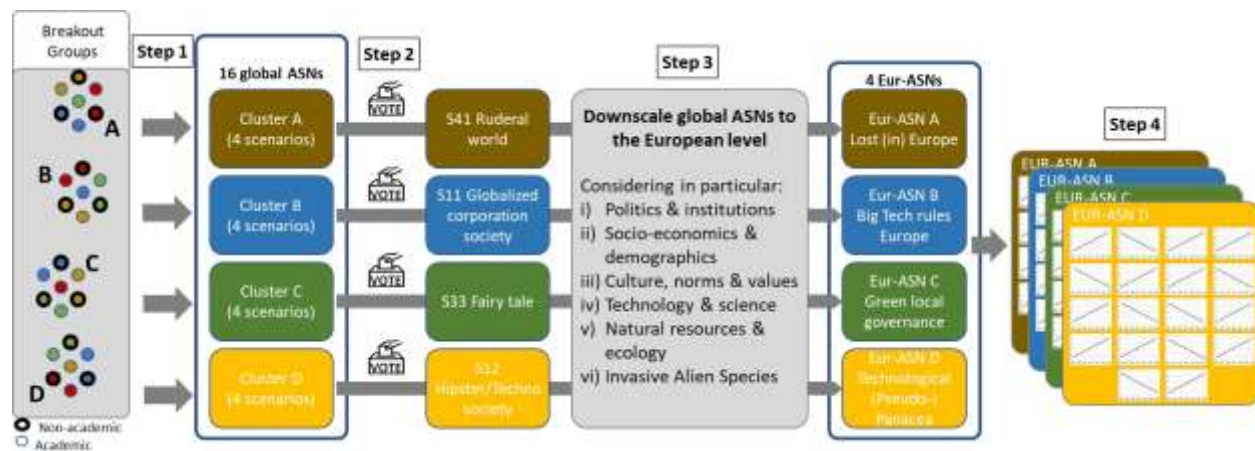 Breakout
Groups
A
B
C
D
Non-academic
Academic
Step 1
16 global ASNs
Cluster A
(4 scenarios)
Cluster B
(4 scenarios)
Cluster C
(4 scenarios)
Cluster D
(4 scenarios)
Step 2
VOTE
VOTE
VOTE
VOTE
S41 Ruderal
world
S11 Globalized
corporation
society
S33 Fairy tale
S12
Hipster/Techno
society
Step 3
Downscale global ASNs to
the European level
Considering in particular:
i) Politics & institutions
ii) Socio-economics &
demographics
iii) Culture, norms & values
iv) Technology & science
v) Natural resources &
ecology
vi) Invasive Alien Species
4 Eur-ASNs
Eur-ASN A
Lost (in) Europe
Eur-ASN B
Big Tech rules
Europe
Eur-ASN C
Green local
governance
Eur-ASN D
Technological
(Pseudo-)
Panacea
Step 4
EUR-ASN A
EUR-ASN B
EUR-ASN C
EUR-ASN D